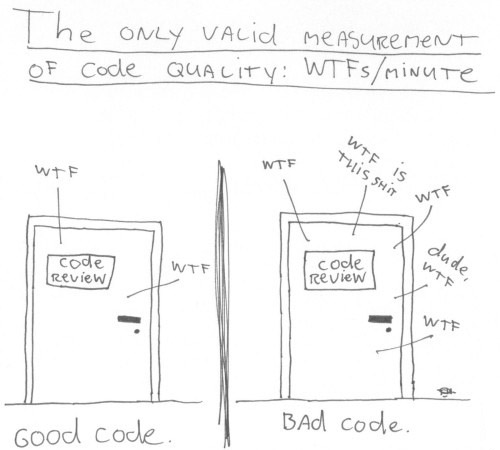 The ONLY VALID MEASUREMENT
OF CODE QUALITY: WTFs/MINUTE
WTF
CODE
REVIEW
WTF
GOOD CODE.
WTF
WTF IS
THIS SHIT
WTF
CODE
REVIEW
dude,
WTF
WTF
BAD CODE.